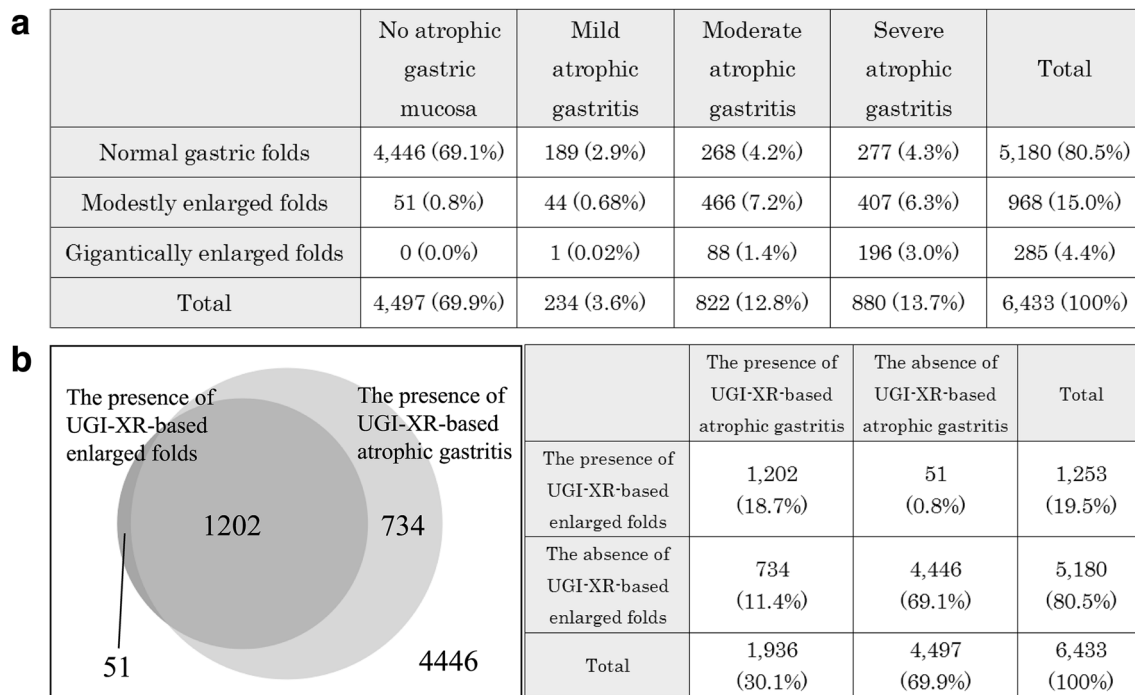 a
No atrophic
gastric
mucosa
Mild
atrophic
gastritis
Moderate
atrophic
gastritis
Severe
atrophic
gastritis
Total
Normal gastric folds 4,446 (69.1%) 189 (2.9%) 268 (4.2%) 277 (4.3%) 5,180 (80.5%)
Modestly enlarged folds 51 (0.8%) 44 (0.68%) 466 (7.2%) 407 (6.3%) 968 (15.0%)
Gigantically enlarged folds 0 (0.0%) 1 (0.02%) 88 (1.4%) 196 (3.0%) 285 (4.4%)
Total 4,497 (69.9%) 234 (3.6%) 822 (12.8%) 880 (13.7%) 6,433 (100%)
b
The presence of
UGI-XR-based
enlarged folds
The presence of
UGI-XR-based
atrophic gastritis
1202
734
51
4446
The presence of
UGI-XR-based
atrophic gastritis
The absence of
UGI-XR-based
atrophic gastritis
Total
The presence of
UGI-XR-based
enlarged folds
1,202
(18.7%)
51
(0.8%)
1,253
(19.5%)
The absence of
UGI-XR-based
enlarged folds
734
(11.4%)
4,446
(69.1%)
5,180
(80.5%)
Total
1,936
(30.1%)
4,497
(69.9%)
6,433
(100%)